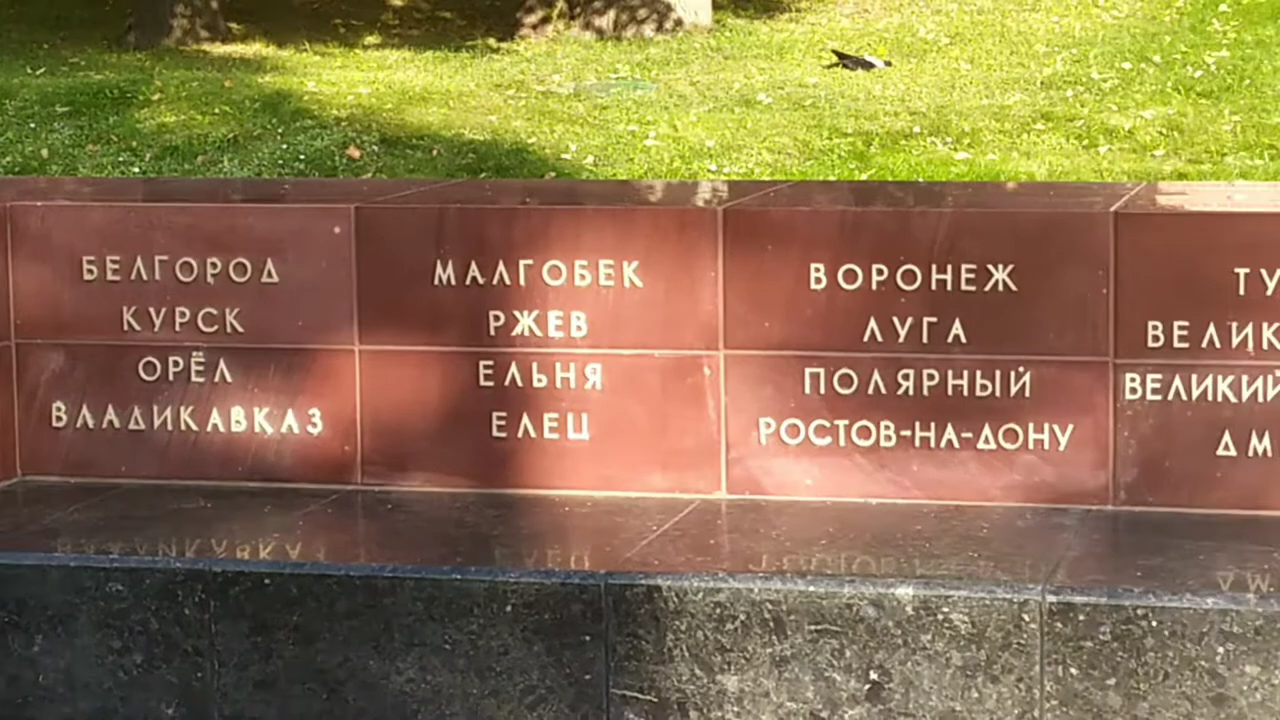 БЕЛГОРОД
КУРСК
ОРЁЛ
ВЛАДИКАВКАЗ
МАЛГОБЕК
РЖЕВ
ЕЛЬНЯ
ЕЛЕЦ
ВОРОНЕЖ
ЛУГА
ПОЛЯРНЫЙ
РОСТОВ-НА-ДОНУ
ВЕЛИКИЙ